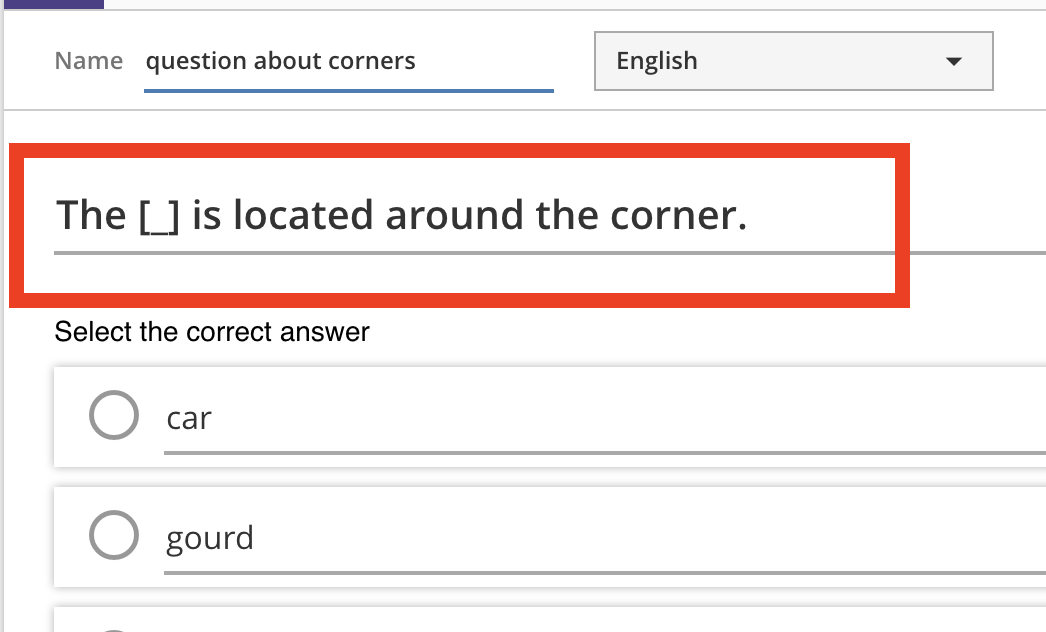 Name question about corners English
The [_] is located around the corner.
Select the correct answer
car
gourd